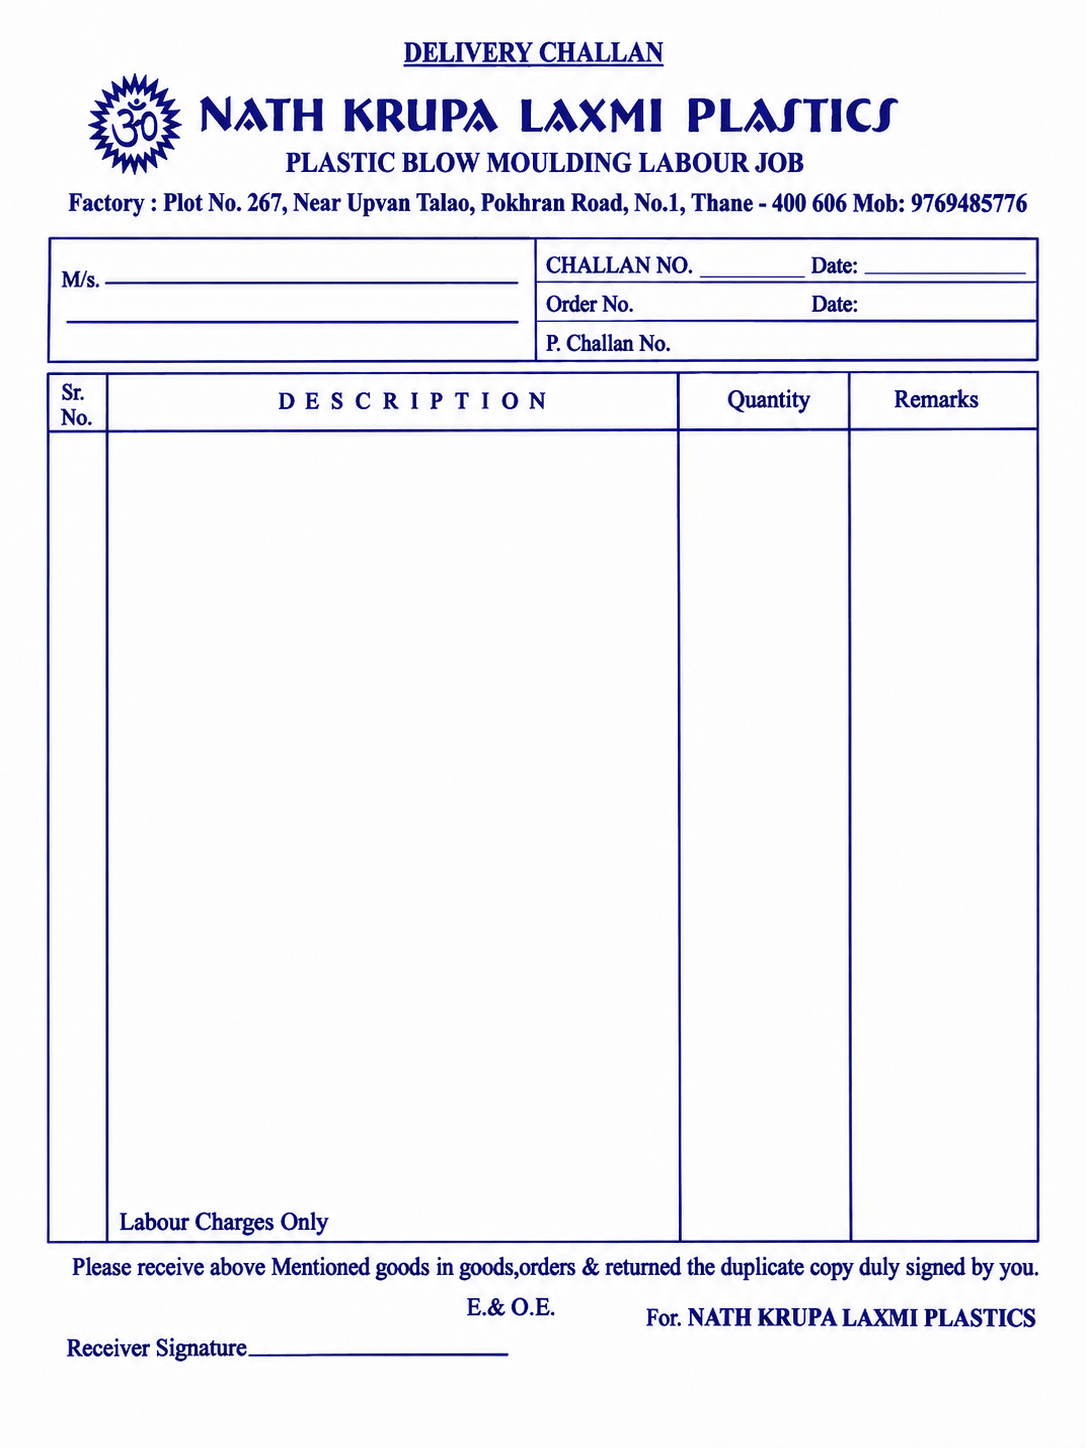 DELIVERY CHALLAN
ॐ
NATH KRUPA LAXMI PLASTICS
PLASTIC BLOW MOULDING LABOUR JOB
Factory : Plot No. 267, Near Upvan Talao, Pokhran Road, No.1, Thane - 400 606 Mob: 9769485776
M/s.
CHALLAN NO. Date:
Order No. Date:
P. Challan No.
Sr. No. DESCRIPTION Quantity Remarks
Labour Charges Only
Please receive above Mentioned goods in goods,orders & returned the duplicate copy duly signed by you.
E.& O.E.
For. NATH KRUPA LAXMI PLASTICS
Receiver Signature